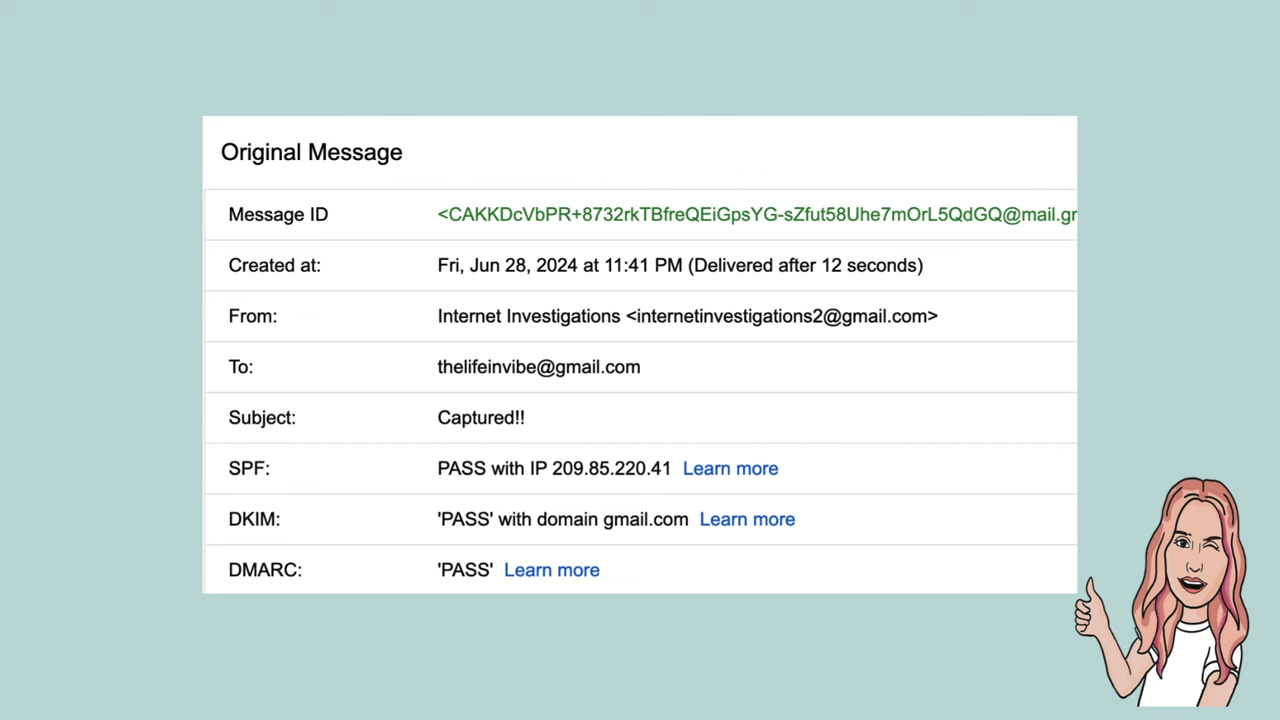 Original Message
Message ID <CAKKDcVbPR+8732rkTBfreQEiGpsYG-sZfut58Uhe7mOrL5QdGQ@mail.gr
Created at: Fri, Jun 28, 2024 at 11:41 PM (Delivered after 12 seconds)
From: Internet Investigations <internetinvestigations2@gmail.com>
To: thelifeinvibe@gmail.com
Subject: Captured!!
SPF: PASS with IP 209.85.220.41 Learn more
DKIM: 'PASS' with domain gmail.com Learn more
DMARC: 'PASS' Learn more